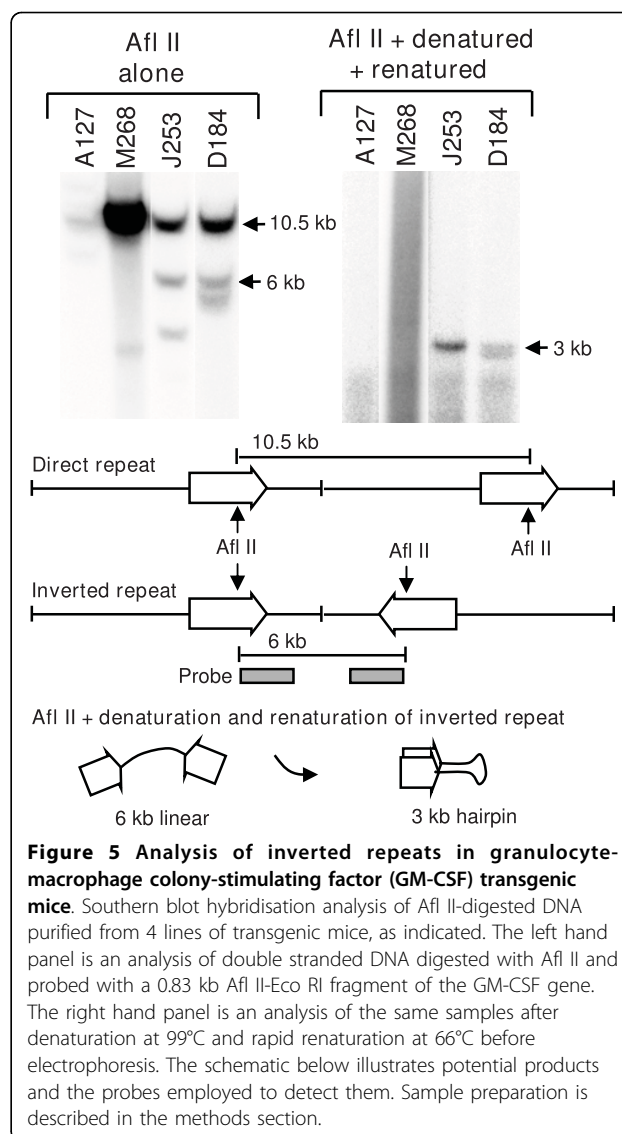 Afl II
alone
Afl II + denatured
+ renatured
A127
M268
J253
D184
A127
M268
J253
D184
10.5 kb
6 kb
3 kb
10.5 kb
Direct repeat
Afl II
Afl II
Afl II
Inverted repeat
6 kb
Probe
Afl II + denaturation and renaturation of inverted repeat
6 kb linear
3 kb hairpin
Figure 5 Analysis of inverted repeats in granulocyte-
macrophage colony-stimulating factor (GM-CSF) transgenic
mice. Southern blot hybridisation analysis of Afl II-digested DNA
purified from 4 lines of transgenic mice, as indicated. The left hand
panel is an analysis of double stranded DNA digested with Afl II and
probed with a 0.83 kb Afl II-Eco RI fragment of the GM-CSF gene.
The right hand panel is an analysis of the same samples after
denaturation at 99°C and rapid renaturation at 66°C before
electrophoresis. The schematic below illustrates potential products
and the probes employed to detect them. Sample preparation is
described in the methods section.